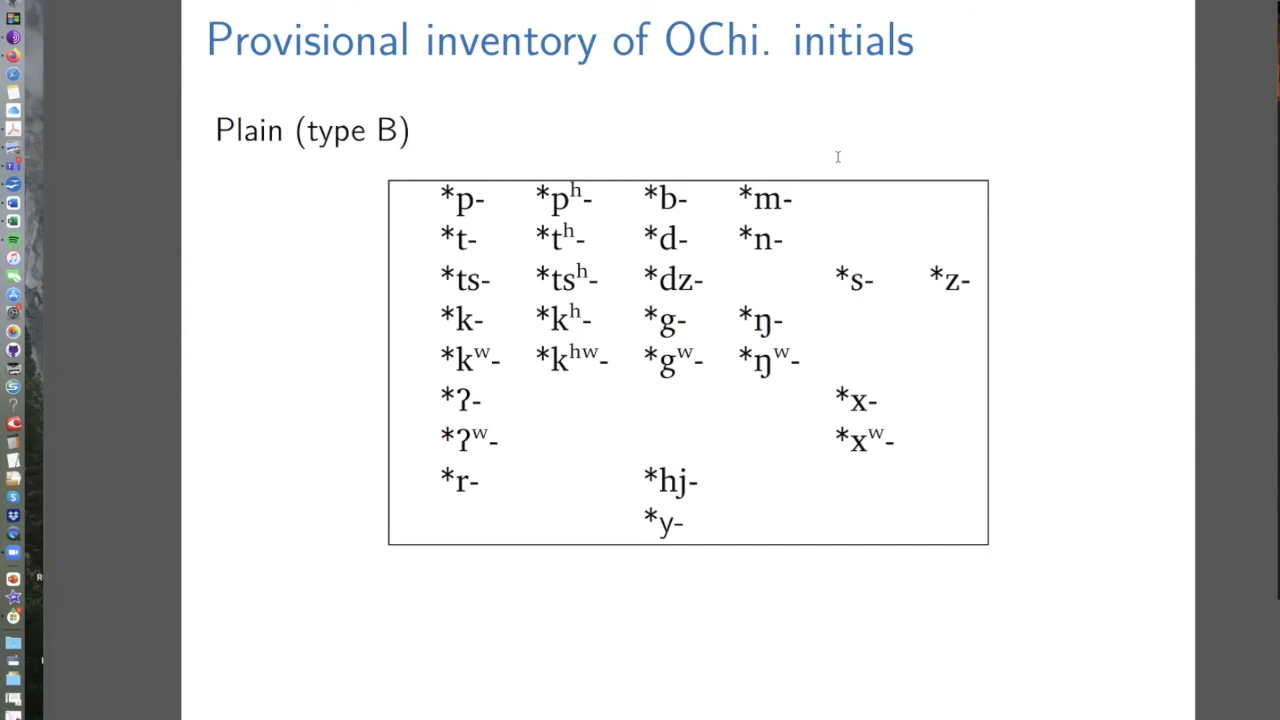 Provisional inventory of OChi. initials
Plain (type B)
*p- *pʰ- *b- *m-
*t- *tʰ- *d- *n-
*ts- *tsʰ- *dz- *s- *z-
*k- *kʰ- *g- *ŋ-
*kʷ- *kʰʷ- *gʷ- *ŋʷ-
*ʔ- *x-
*ʔʷ- *xʷ-
*r- *hj-
*y-